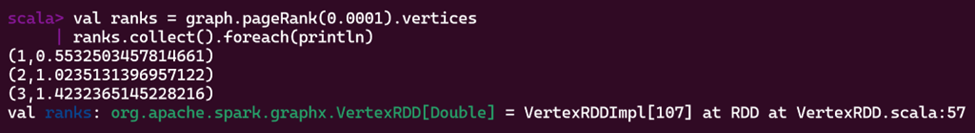 scala> val ranks = graph.pageRank(0.0001).vertices
     | ranks.collect().foreach(println)
(1,0.5532503457814661)
(2,1.0235131396957122)
(3,1.4232365145228216)
val ranks: org.apache.spark.graphx.VertexRDD[Double] = VertexRDDImpl[107] at RDD at VertexRDD.scala:57